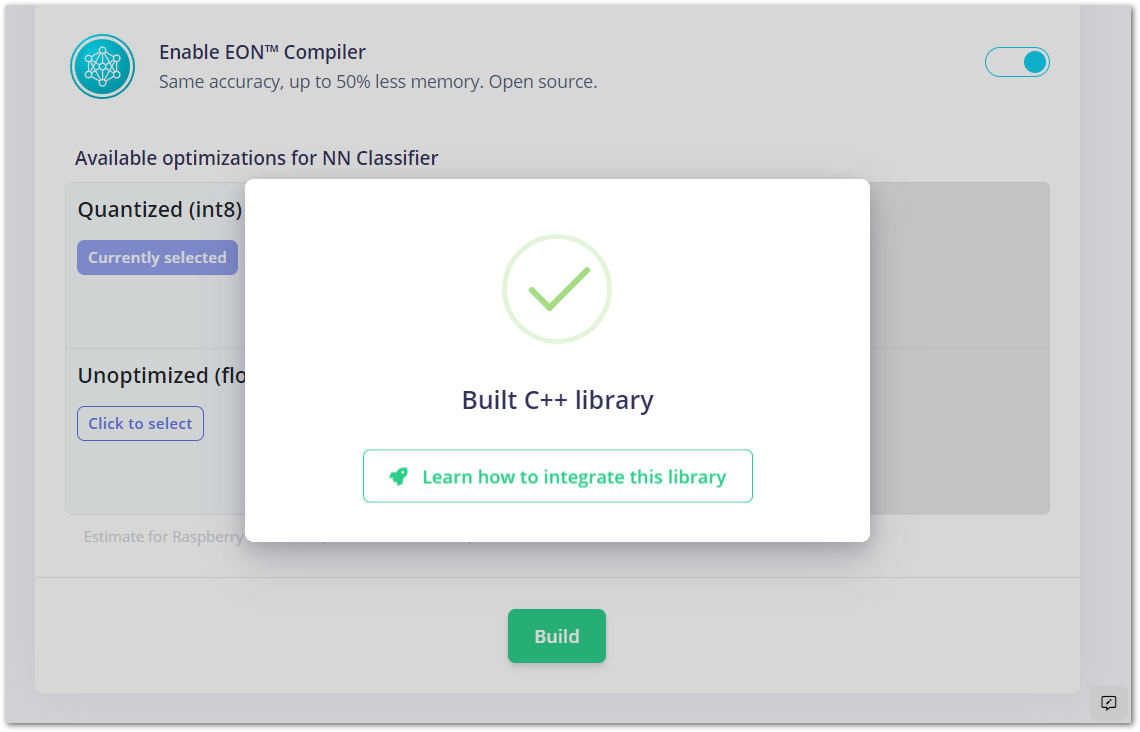 Enable EON™ Compiler
Same accuracy, up to 50% less memory. Open source.
Available optimizations for NN Classifier
Quantized (int8)
Currently selected
Unoptimized (flo
Click to select
Built C++ library
Learn how to integrate this library
Estimate for Raspberry
Build